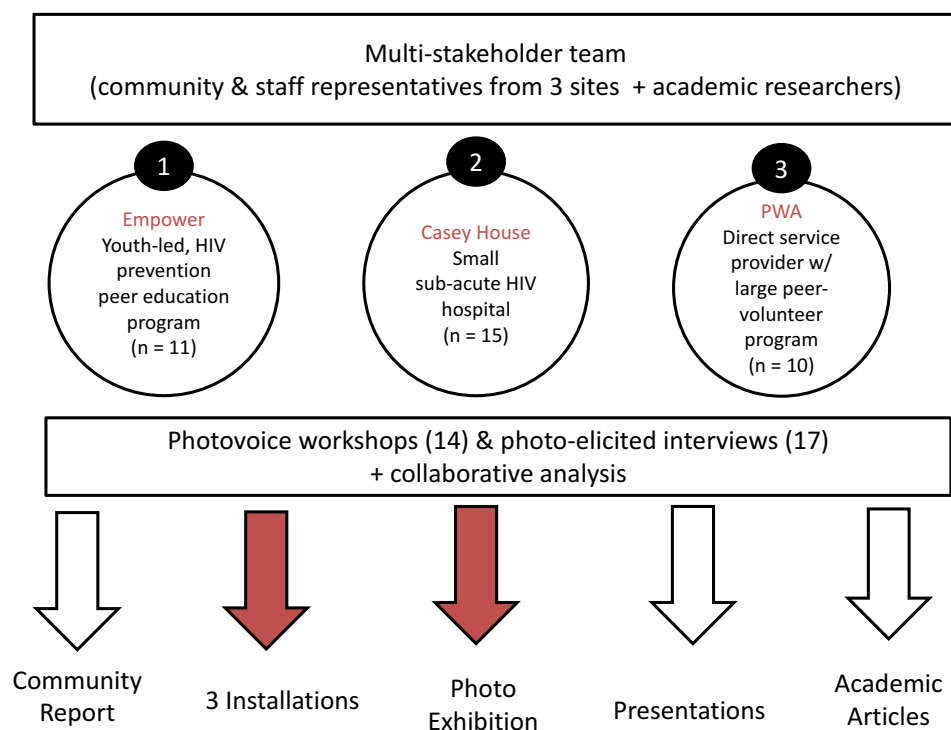 Multi-stakeholder team
(community & staff representatives from 3 sites + academic researchers)
1
Empower
Youth-led, HIV
prevention
peer education
program
(n = 11)
2
Casey House
Small
sub-acute HIV
hospital
(n = 15)
3
PWA
Direct service
provider w/
large peer-
volunteer
program
(n = 10)
Photovoice workshops (14) & photo-elicited interviews (17)
+ collaborative analysis
Community
Report
3 Installations
Photo
Exhibition
Presentations
Academic
Articles